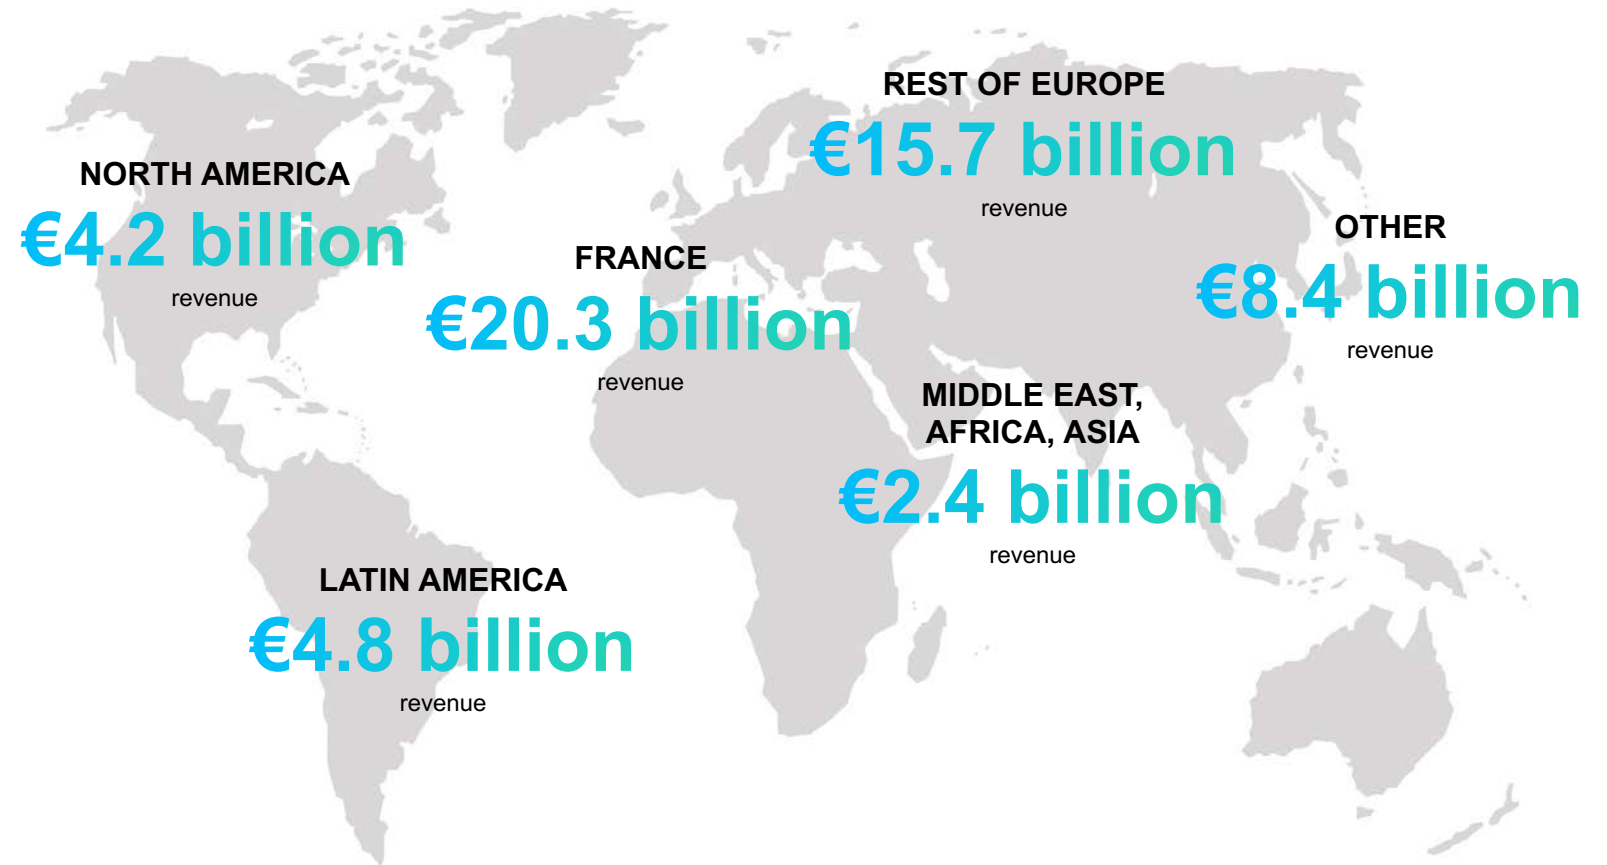 REST OF EUROPE
€15.7 billion
revenue
NORTH AMERICA
€4.2 billion
revenue
OTHER
€8.4 billion
revenue
FRANCE
€20.3 billion
revenue
MIDDLE EAST,
AFRICA, ASIA
€2.4 billion
revenue
LATIN AMERICA
€4.8 billion
revenue